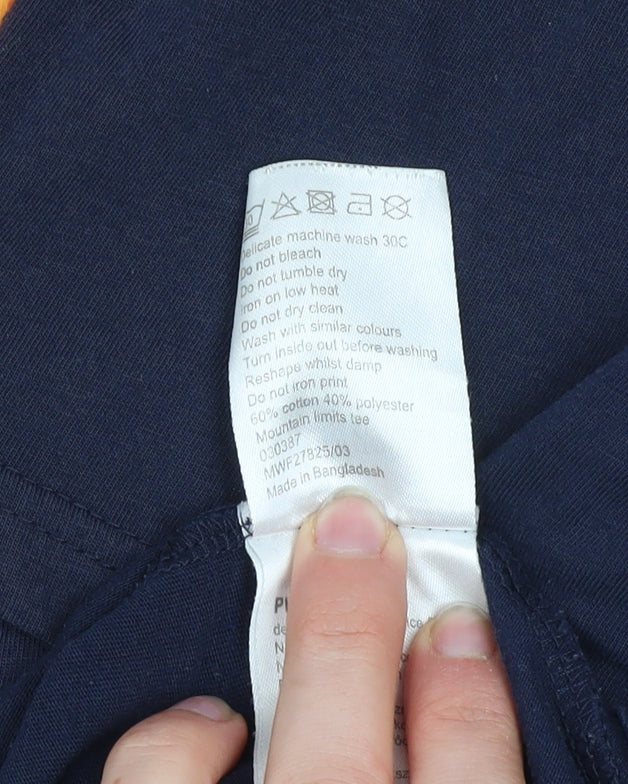 Delicate machine wash 30C
Do not bleach
Do not tumble dry
Iron on low heat
Do not dry clean
Wash with similar colours
Turn inside out before washing
Reshape whilst damp
Do not iron print
60% cotton 40% polyester
Mountain limits tee
030387
MWF27825/03
Made in Bangladesh